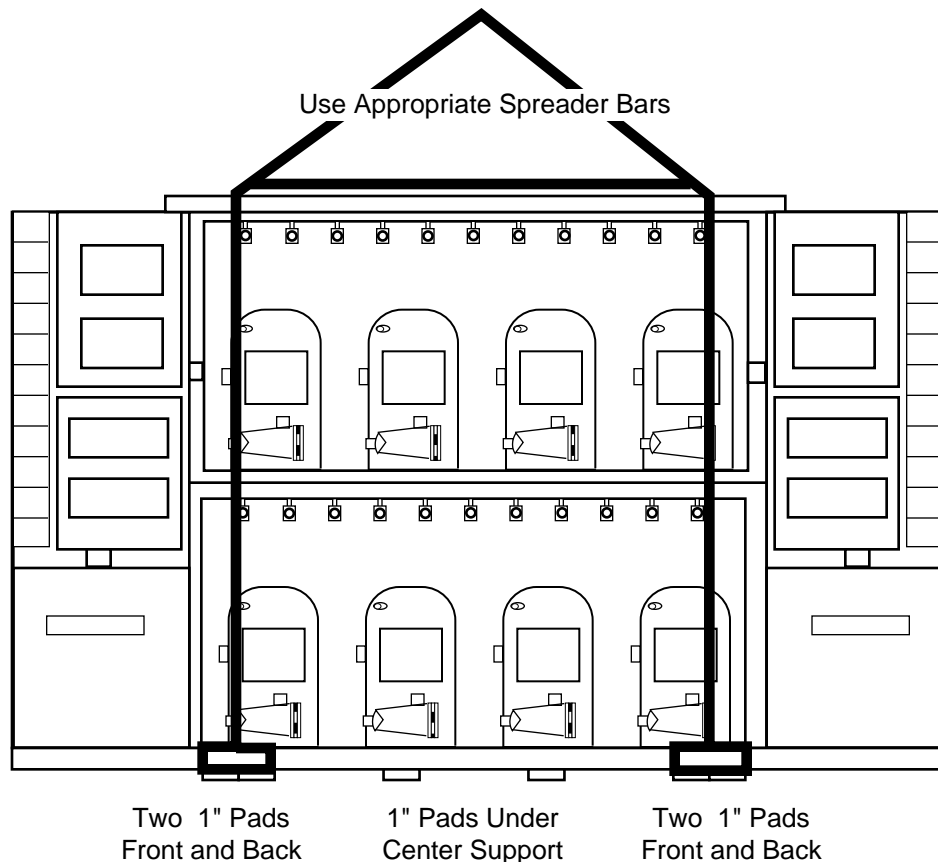 Use Appropriate Spreader Bars
Two 1" Pads
Front and Back
1" Pads Under
Center Support
Two 1" Pads
Front and Back